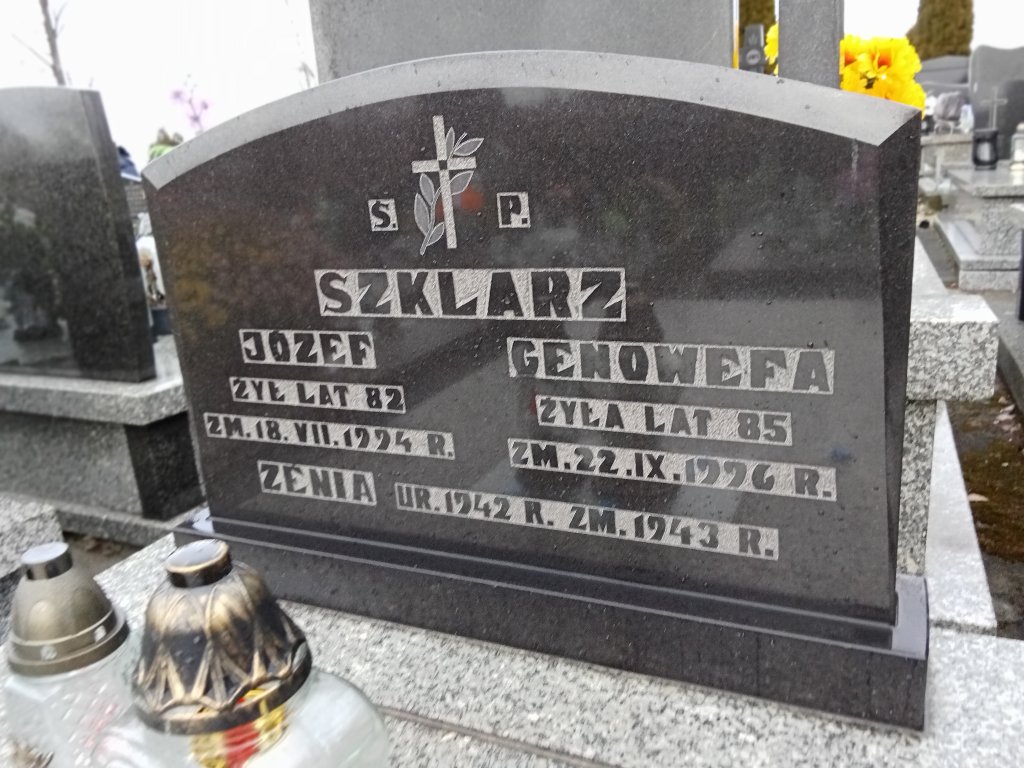 S. P.
SZKLARZ
JÓZEF
ŻYŁ LAT 82
ZM. 18. VII. 1994 R.
GENOWEFA
ŻYŁA LAT 85
ZM. 22. IX. 1996 R.
ZENIA UR. 1942 R. ZM. 1943 R.